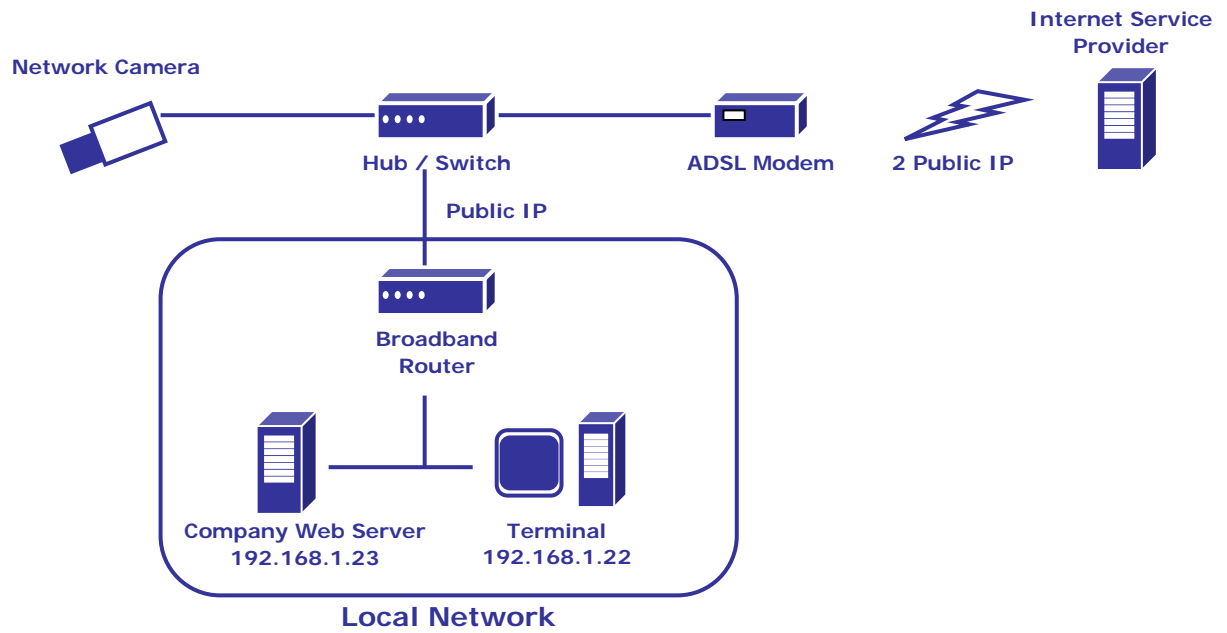 Internet Service
Provider
Network Camera
Hub / Switch
ADSL Modem
2 Public IP
Public IP
Broadband
Router
Company Web Server
192.168.1.23
Terminal
192.168.1.22
Local Network